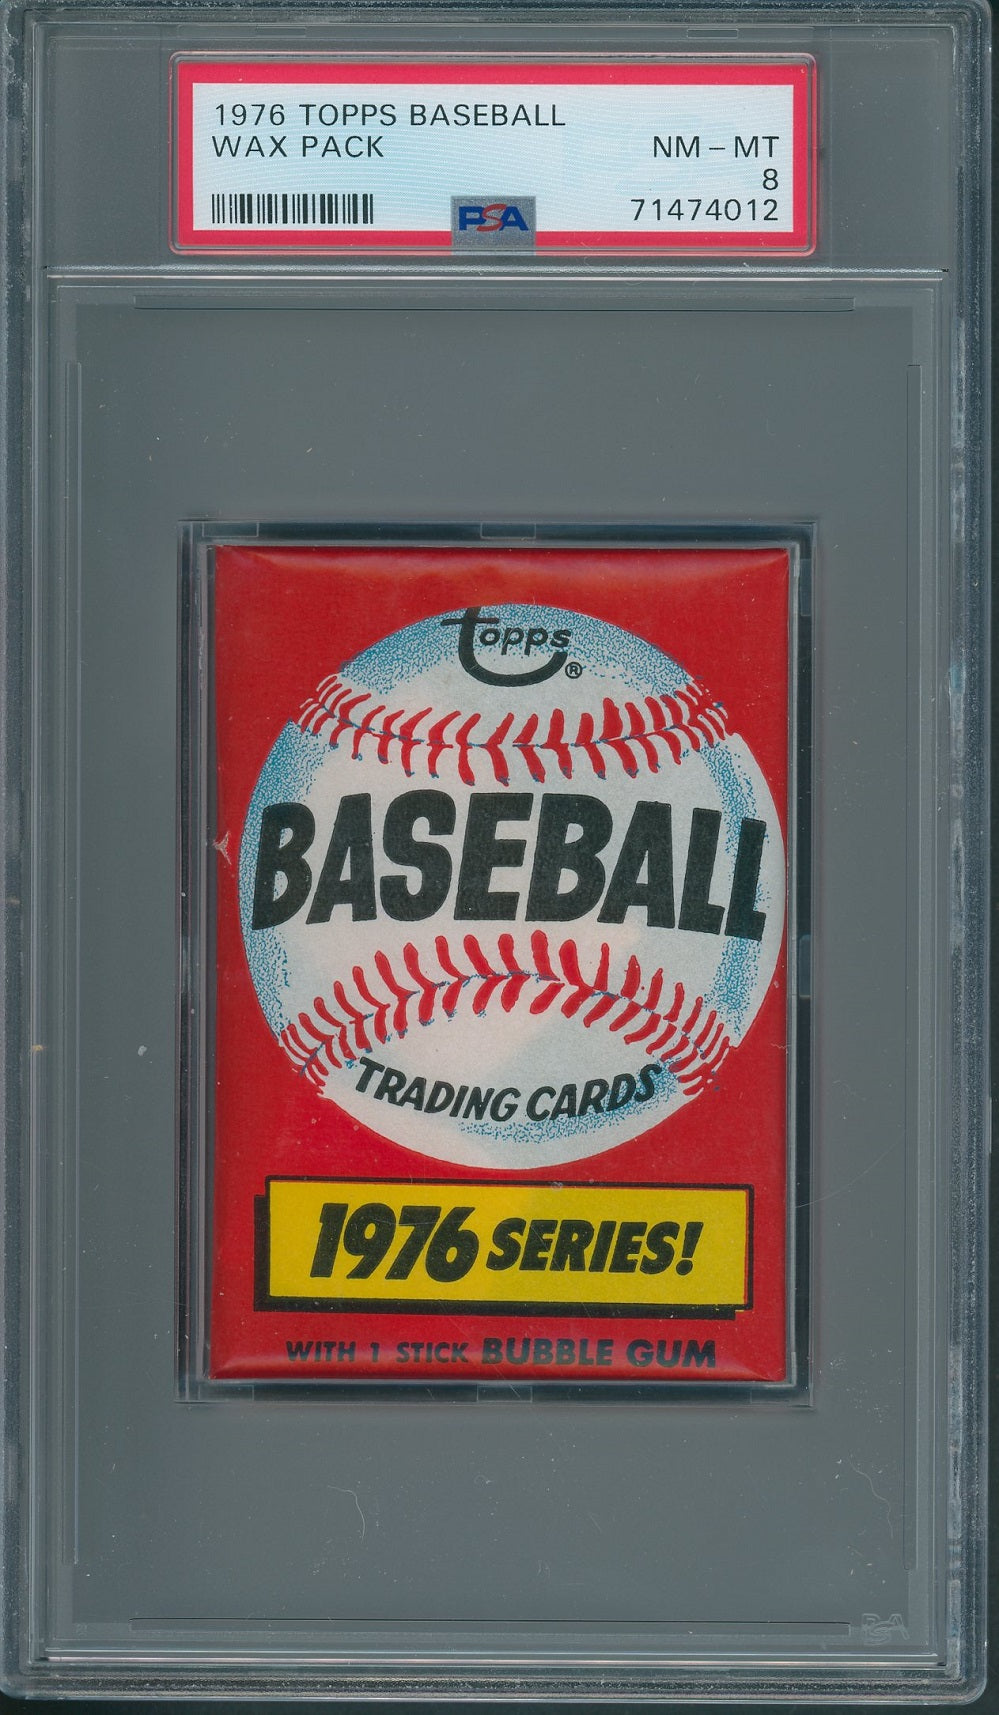 1976 TOPPS BASEBALL
WAX PACK
NM - MT
8
PSA
71474012
Topps®
BASEBALL
TRADING CARDS
1976 SERIES!
WITH 1 STICK BUBBLE GUM
PSA